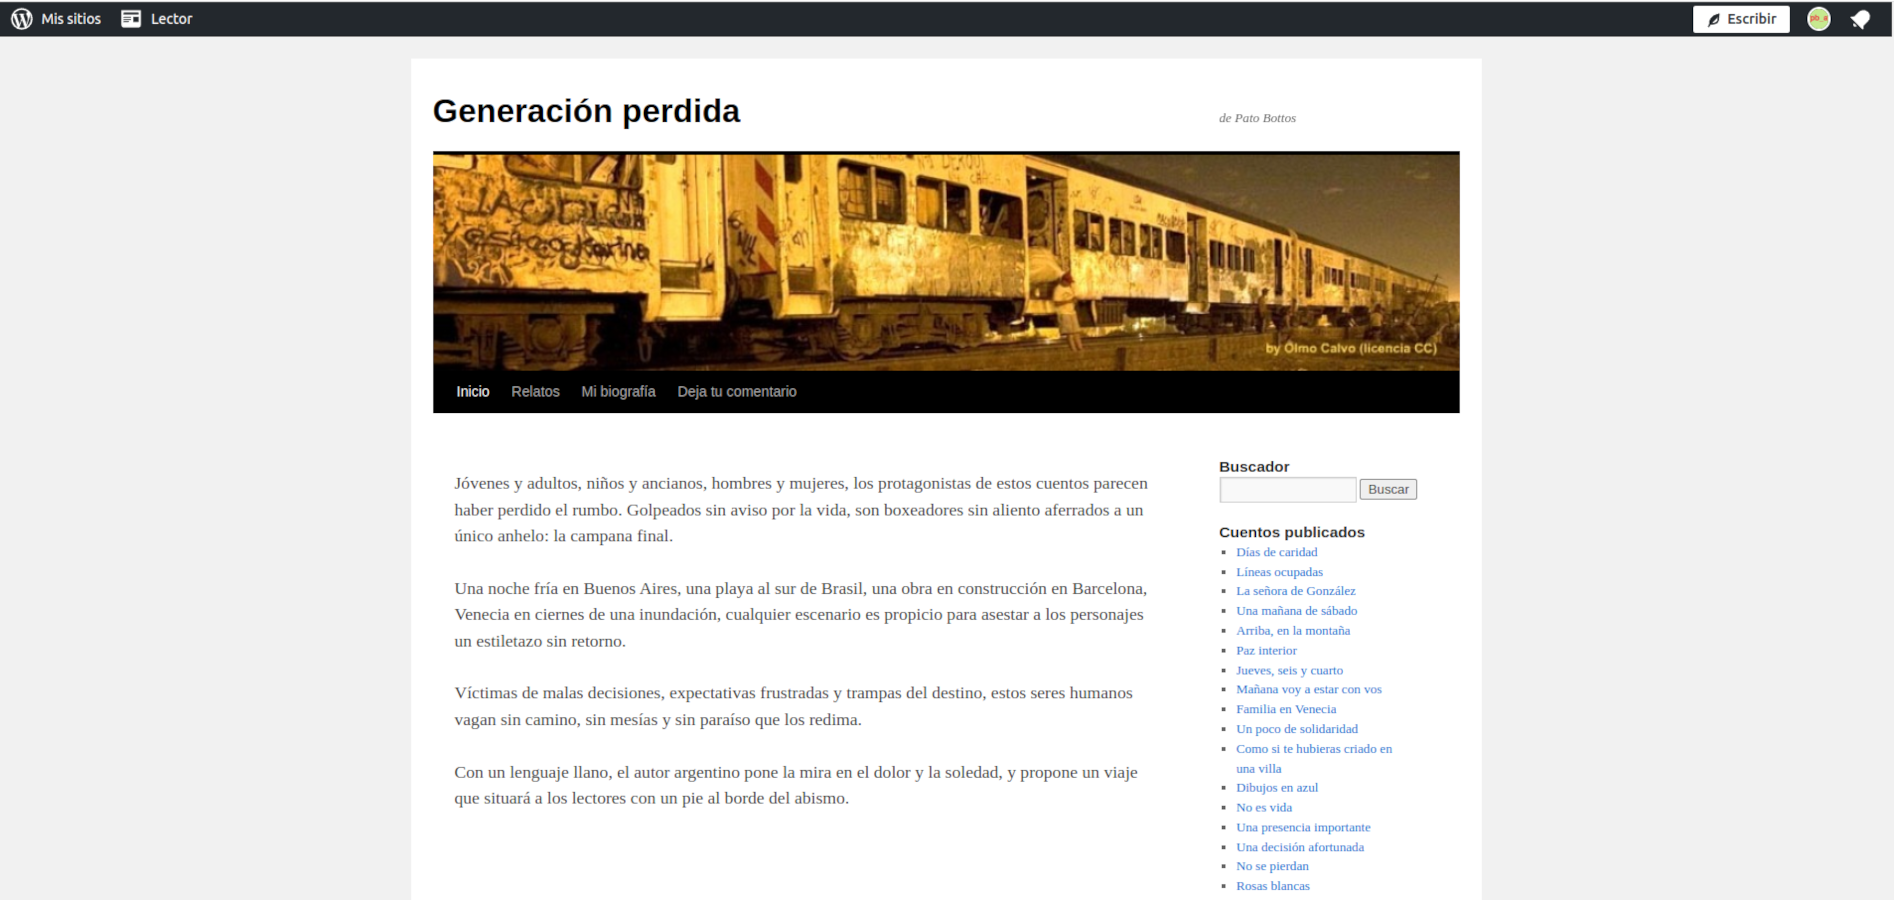 Mis sitios
Lector
Escribir
Generación perdida
de Pato Bottos
by Olmo Calvo (licencia CC)
Inicio
Relatos
Mi biografía
Deja tu comentario
Jóvenes y adultos, niños y ancianos, hombres y mujeres, los protagonistas de estos cuentos parecen
haber perdido el rumbo. Golpeados sin aviso por la vida, son boxeadores sin aliento aferrados a un
único anhelo: la campana final.
Una noche fría en Buenos Aires, una playa al sur de Brasil, una obra en construcción en Barcelona,
Venecia en ciernes de una inundación, cualquier escenario es propicio para asestar a los personajes
un estiletazo sin retorno.
Víctimas de malas decisiones, expectativas frustradas y trampas del destino, estos seres humanos
vagan sin camino, sin mesías y sin paraíso que los redima.
Con un lenguaje llano, el autor argentino pone la mira en el dolor y la soledad, y propone un viaje
que situará a los lectores con un pie al borde del abismo.
Buscador
Buscar
Cuentos publicados
Días de caridad
Líneas ocupadas
La señora de González
Una mañana de sábado
Arriba, en la montaña
Paz interior
Jueves, seis y cuarto
Mañana voy a estar con vos
Familia en Venecia
Un poco de solidaridad
Como si te hubieras criado en
una villa
Dibujos en azul
No es vida
Una presencia importante
Una decisión afortunada
No se pierdan
Rosas blancas